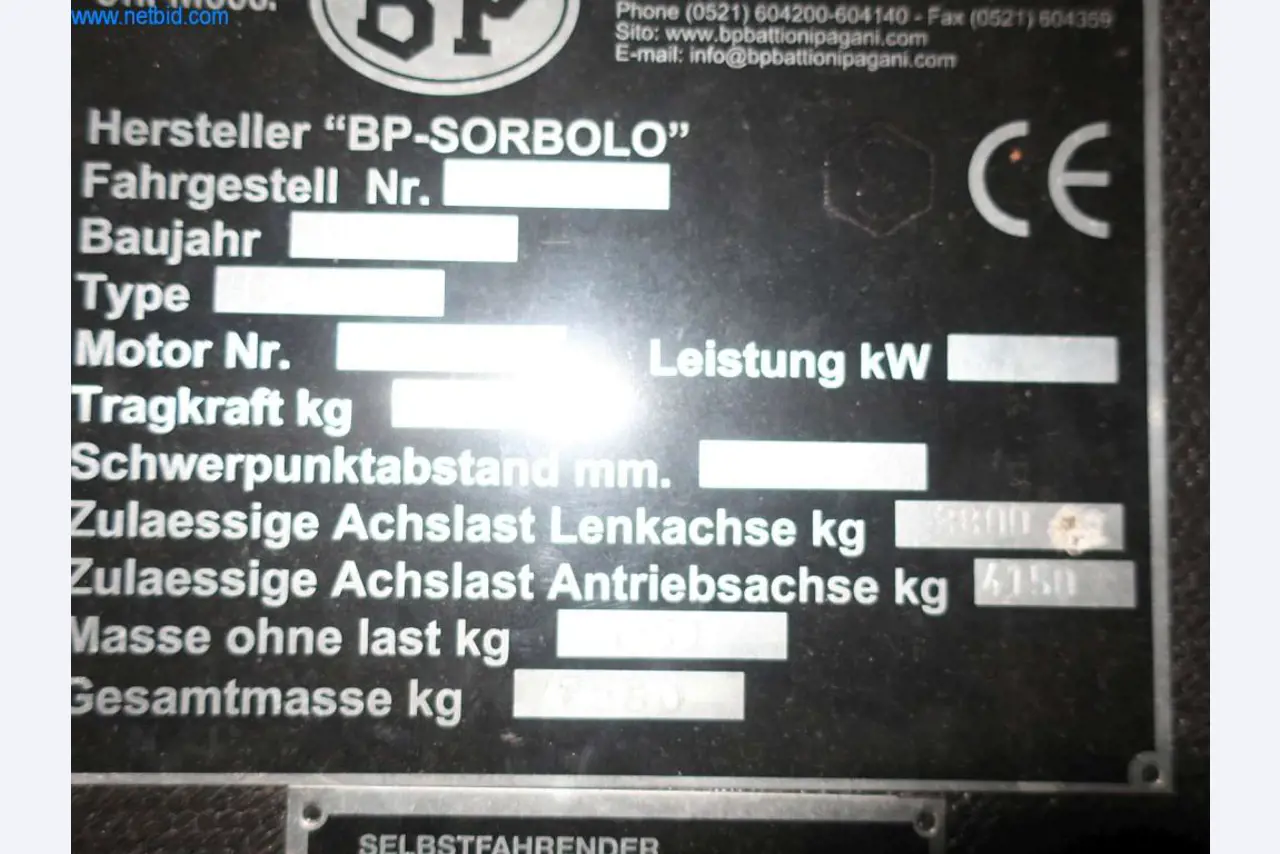 www.netbid.com
BP
Phone (0521) 604200-604140 - Fax (0521) 604359
Sito: www.bpbattionipagani.com
E-mail: info@bpbattionipagani.com
Hersteller “BP-SORBOLO”
CE
Fahrgestell Nr.
Baujahr
Type
Motor Nr.
Leistung kW
Tragkraft kg
Schwerpunktabstand mm.
Zulaessige Achslast Lenkachse kg
Zulaessige Achslast Antriebsachse kg 4150
Masse ohne last kg
Gesamtmasse kg
SELBSTFAHRENDER